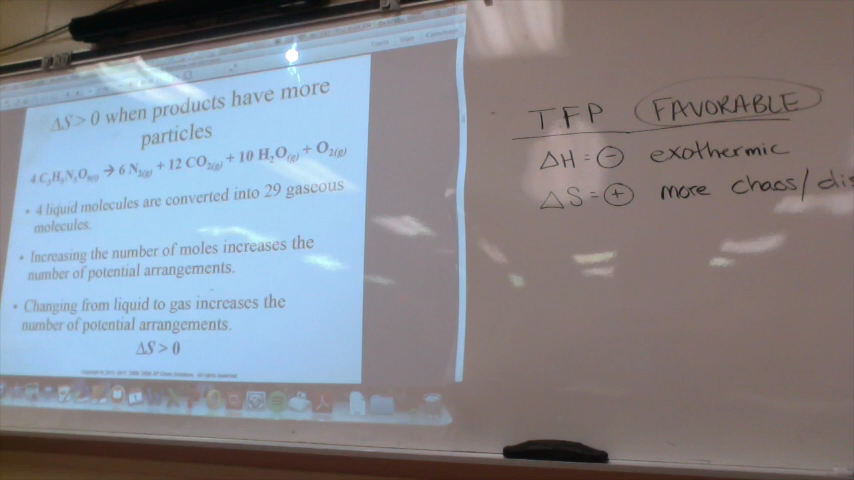 ΔS > 0 when products have more
particles
4 C₃H₅N₃O₉₍ₗ₎ → 6 N₂₍g₎ + 12 CO₂₍g₎ + 10 H₂O₍g₎ + O₂₍g₎
• 4 liquid molecules are converted into 29 gaseous
molecules.
• Increasing the number of moles increases the
number of potential arrangements.
• Changing from liquid to gas increases the
number of potential arrangements.
ΔS > 0
TFP FAVORABLE
ΔH = ⊖ exothermic
ΔS = ⊕ more chaos/dis